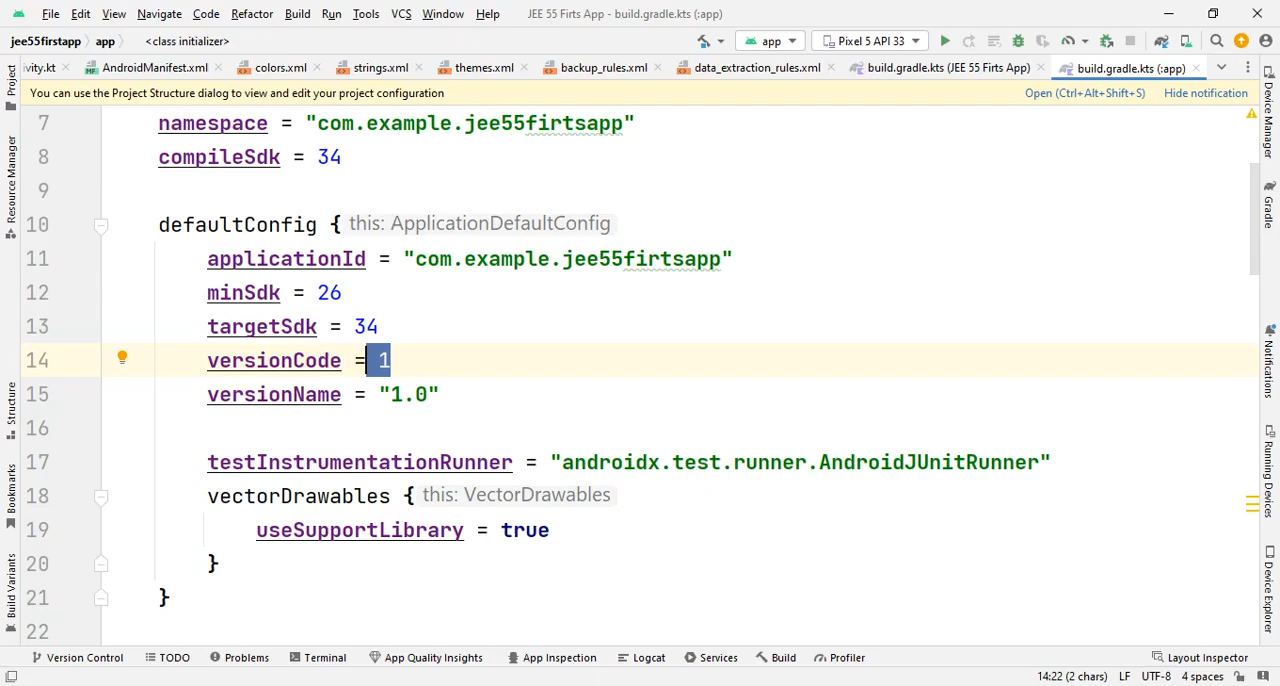 File Edit View Navigate Code Refactor Build Run Tools VCS Window Help JEE 55 Firts App - build.gradle.kts (:app)
jee55firstapp app <class initializer> app Pixel 5 API 33
ivity.kt AndroidManifest.xml colors.xml strings.xml themes.xml backup_rules.xml data_extraction_rules.xml build.gradle.kts (JEE 55 Firts App) build.gradle.kts (:app)
You can use the Project Structure dialog to view and edit your project configuration Open (Ctrl+Alt+Shift+S) Hide notification
7 namespace = "com.example.jee55firtsapp"
8 compileSdk = 34
9
10 defaultConfig { this: ApplicationDefaultConfig
11 applicationId = "com.example.jee55firtsapp"
12 minSdk = 26
13 targetSdk = 34
14 versionCode = 1
15 versionName = "1.0"
16
17 testInstrumentationRunner = "androidx.test.runner.AndroidJUnitRunner"
18 vectorDrawables { this: VectorDrawables
19 useSupportLibrary = true
20 }
21 }
22
Project
Resource Manager
Structure
Bookmarks
Build Variants
Device Manager
Gradle
Notifications
Running Devices
Device Explorer
Version Control TODO Problems Terminal App Quality Insights App Inspection Logcat Services Build Profiler Layout Inspector
14:22 (2 chars) LF UTF-8 4 spaces